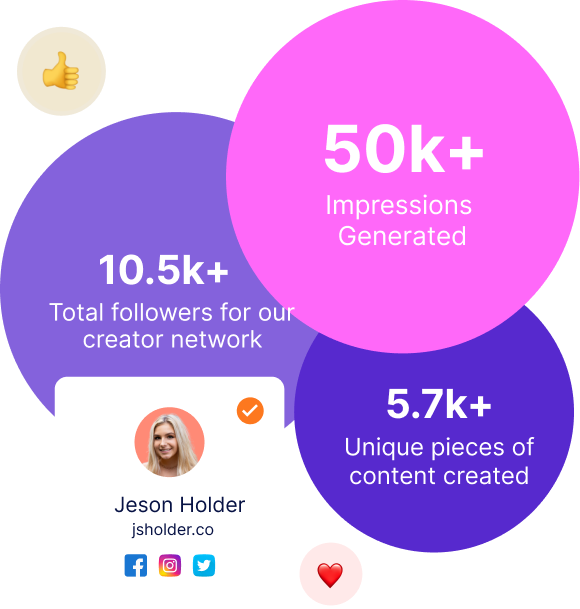 50k+
Impressions
Generated
10.5k+
Total followers for our
creator network
5.7k+
Unique pieces of
content created
Jeson Holder
jsholder.co